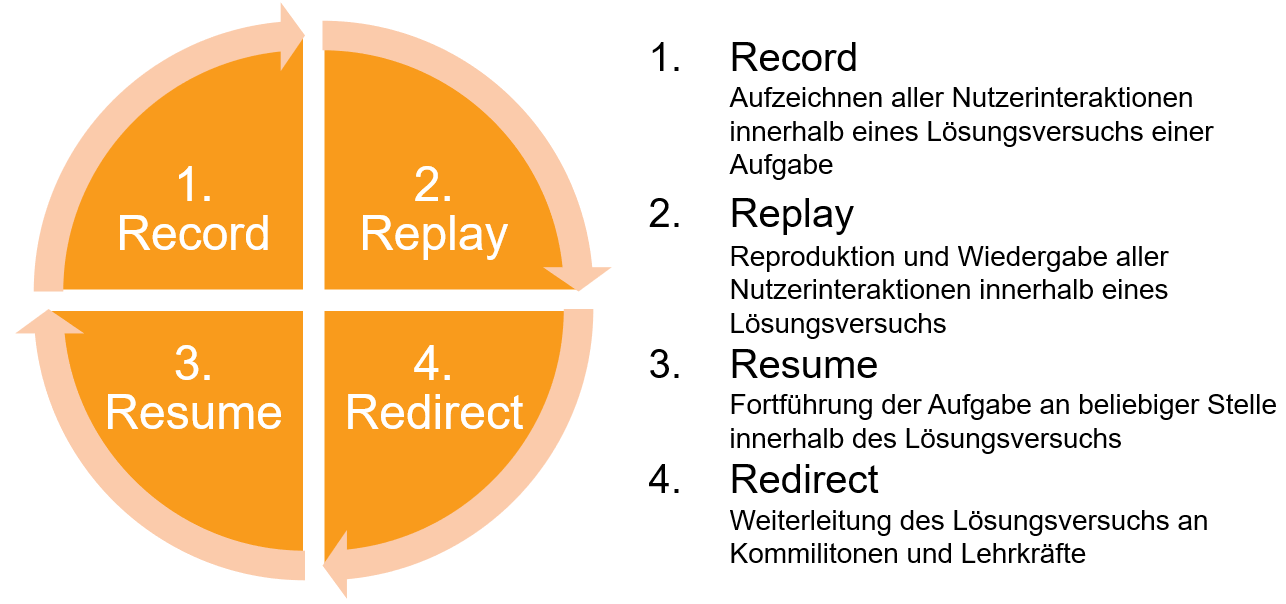 1.
Record
2.
Replay
3.
Resume
4.
Redirect
1. Record
Aufzeichnen aller Nutzerinteraktionen
innerhalb eines Lösungsversuchs einer
Aufgabe
2. Replay
Reproduktion und Wiedergabe aller
Nutzerinteraktionen innerhalb eines
Lösungsversuchs
3. Resume
Fortführung der Aufgabe an beliebiger Stelle
innerhalb des Lösungsversuchs
4. Redirect
Weiterleitung des Lösungsversuchs an
Kommilitonen und Lehrkräfte